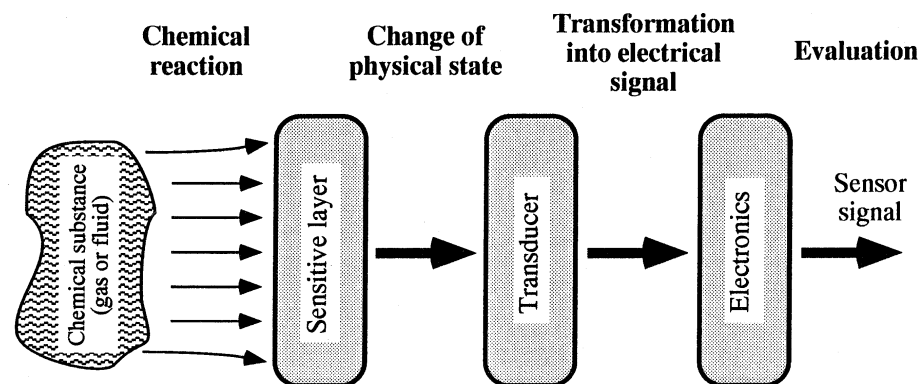 Chemical
reaction
Change of
physical state
Transformation
into electrical
signal
Evaluation
Chemical substance
(gas or fluid)
Sensitive layer
Transducer
Electronics
Sensor
signal